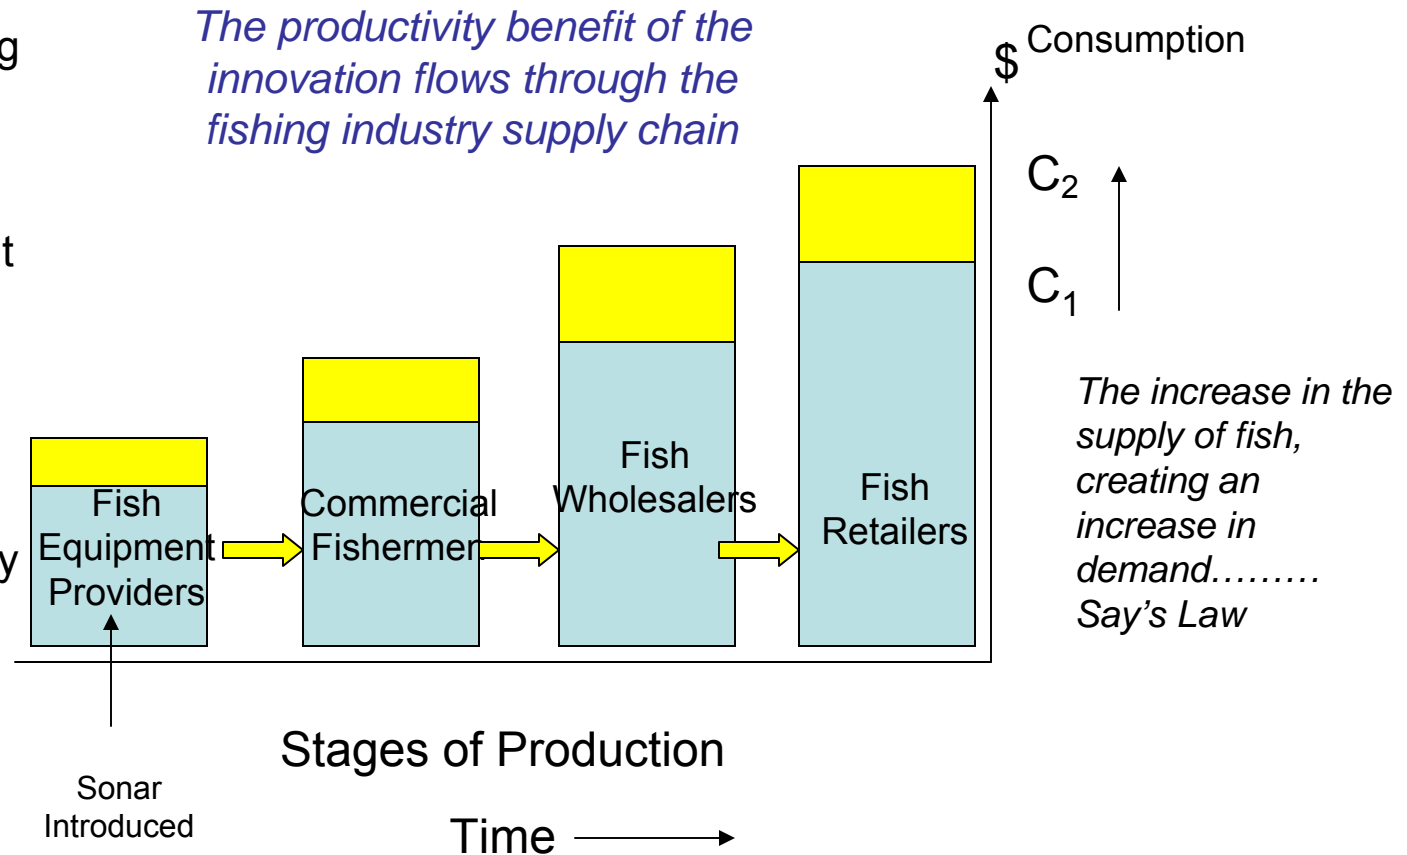 g
t
y
The productivity benefit of the
innovation flows through the
fishing industry supply chain
$
Consumption
C₂
C₁
The increase in the
supply of fish,
creating an
increase in
demand………
Say’s Law
Fish
Equipment
Providers
Commercial
Fishermen
Fish
Wholesalers
Fish
Retailers
Stages of Production
Sonar
Introduced
Time